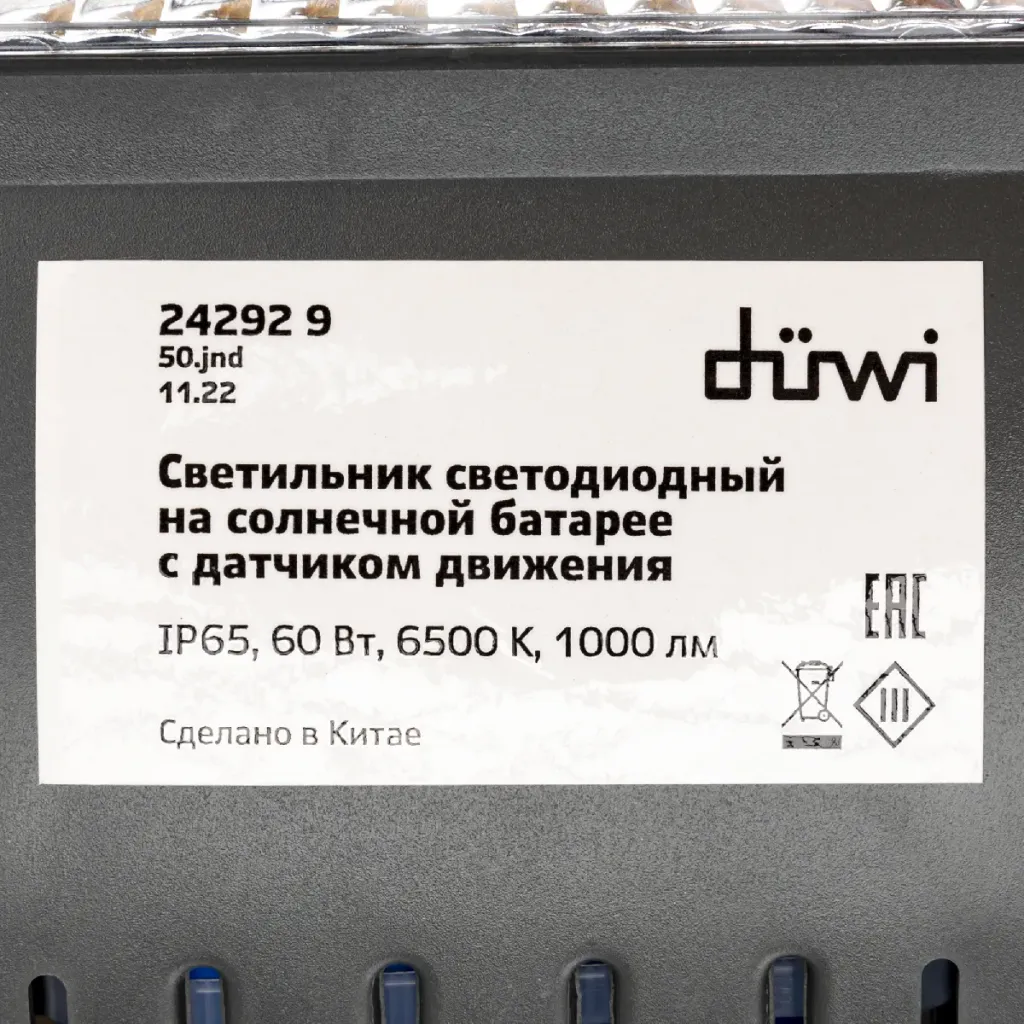 24292 9
50.jnd
11.22
düwi
Светильник светодиодный
на солнечной батарее
с датчиком движения
IP65, 60 Вт, 6500 К, 1000 лм
EAC
III
Сделано в Китае